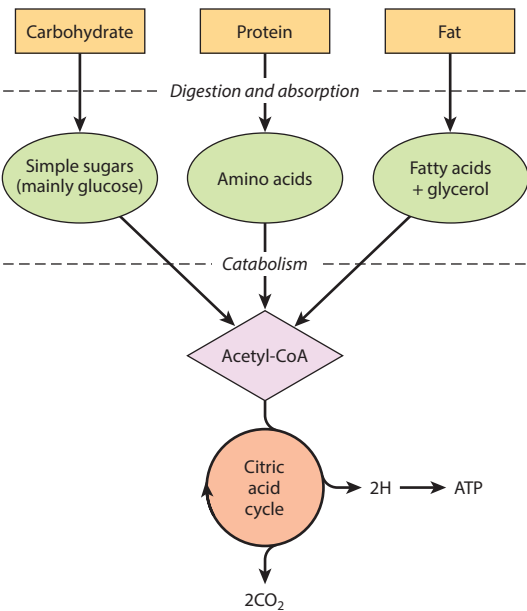 Carbohydrate
Protein
Fat
Digestion and absorption
Simple sugars
(mainly glucose)
Amino acids
Fatty acids
+ glycerol
Catabolism
Acetyl-CoA
Citric
acid
cycle
2H
ATP
2CO₂